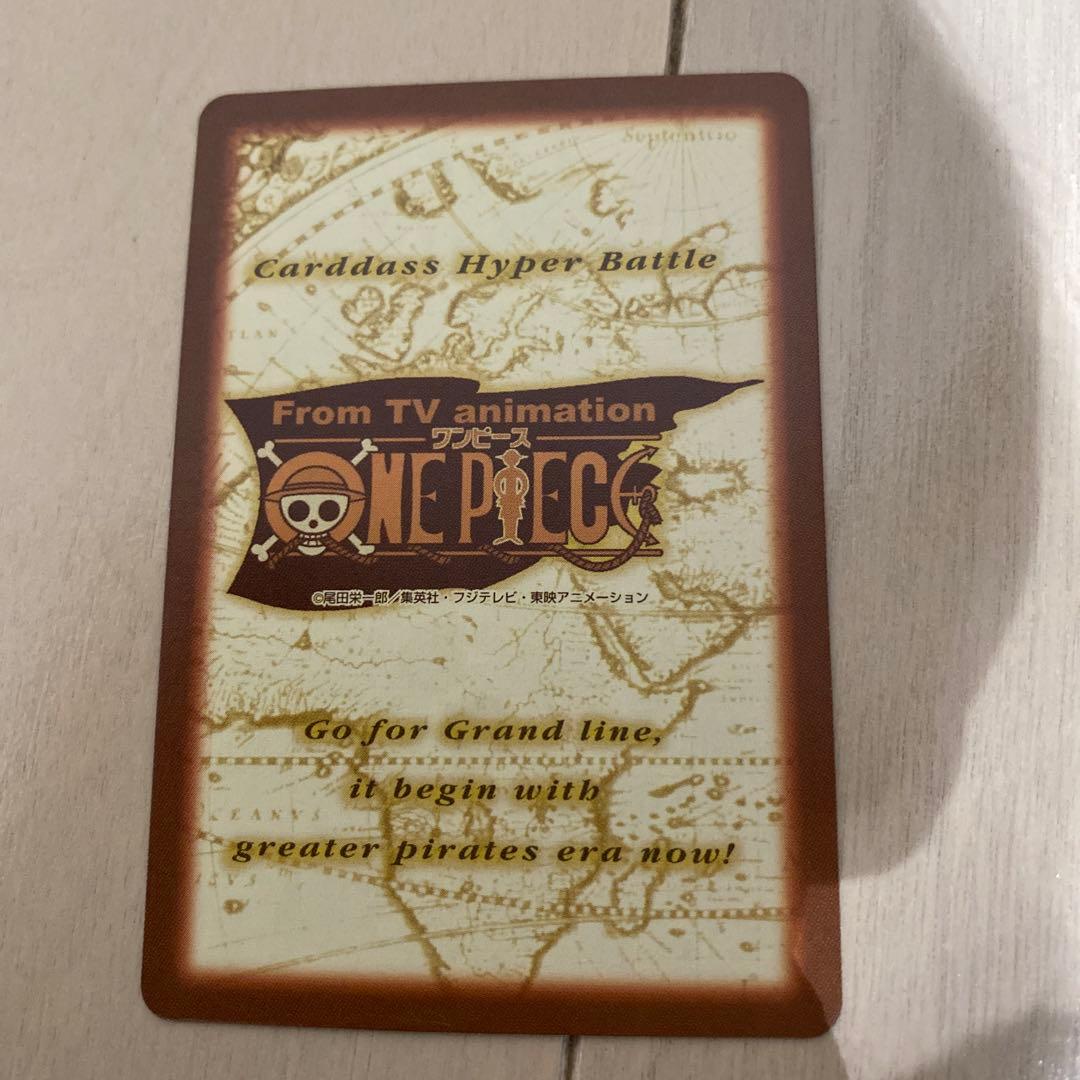 Septentrio
Carddass Hyper Battle
From TV animation
ワンピース
ONE PIECE
©尾田栄一郎/集英社・フジテレビ・東映アニメーション
Go for Grand line,
it begin with
greater pirates era now!